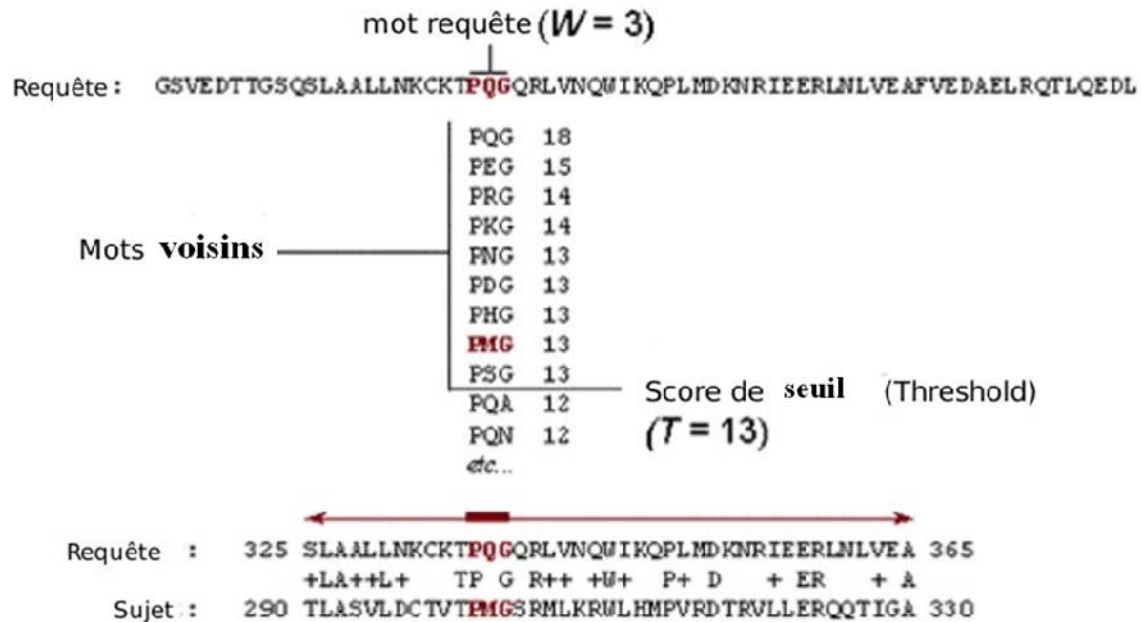 mot requête (W = 3)
Requête : GSVEDTTGSQSLAALLNKCKTPQGQRLVNQWIKQPLMDKNRIEERLNLVEAFVEDAELRQTLQEDL
PQG 18
PEG 15
PRG 14
PKG 14
Mots voisins
PNG 13
PDG 13
PHG 13
PMG 13
PSG 13
Score de seuil (Threshold)
PQA 12
(T = 13)
PQN 12
etc...
Requête : 325 SLAALLNKCKTPQGQRLVNQWIKQPLMDKNRIEERLNLVEA 365
+LA++L+ TP G R++ +W+ P+ D + ER + A
Sujet : 290 TLASVLDCTVTPMGSRMLKRWLHMPVRDTRVLLERQQTIGA 330